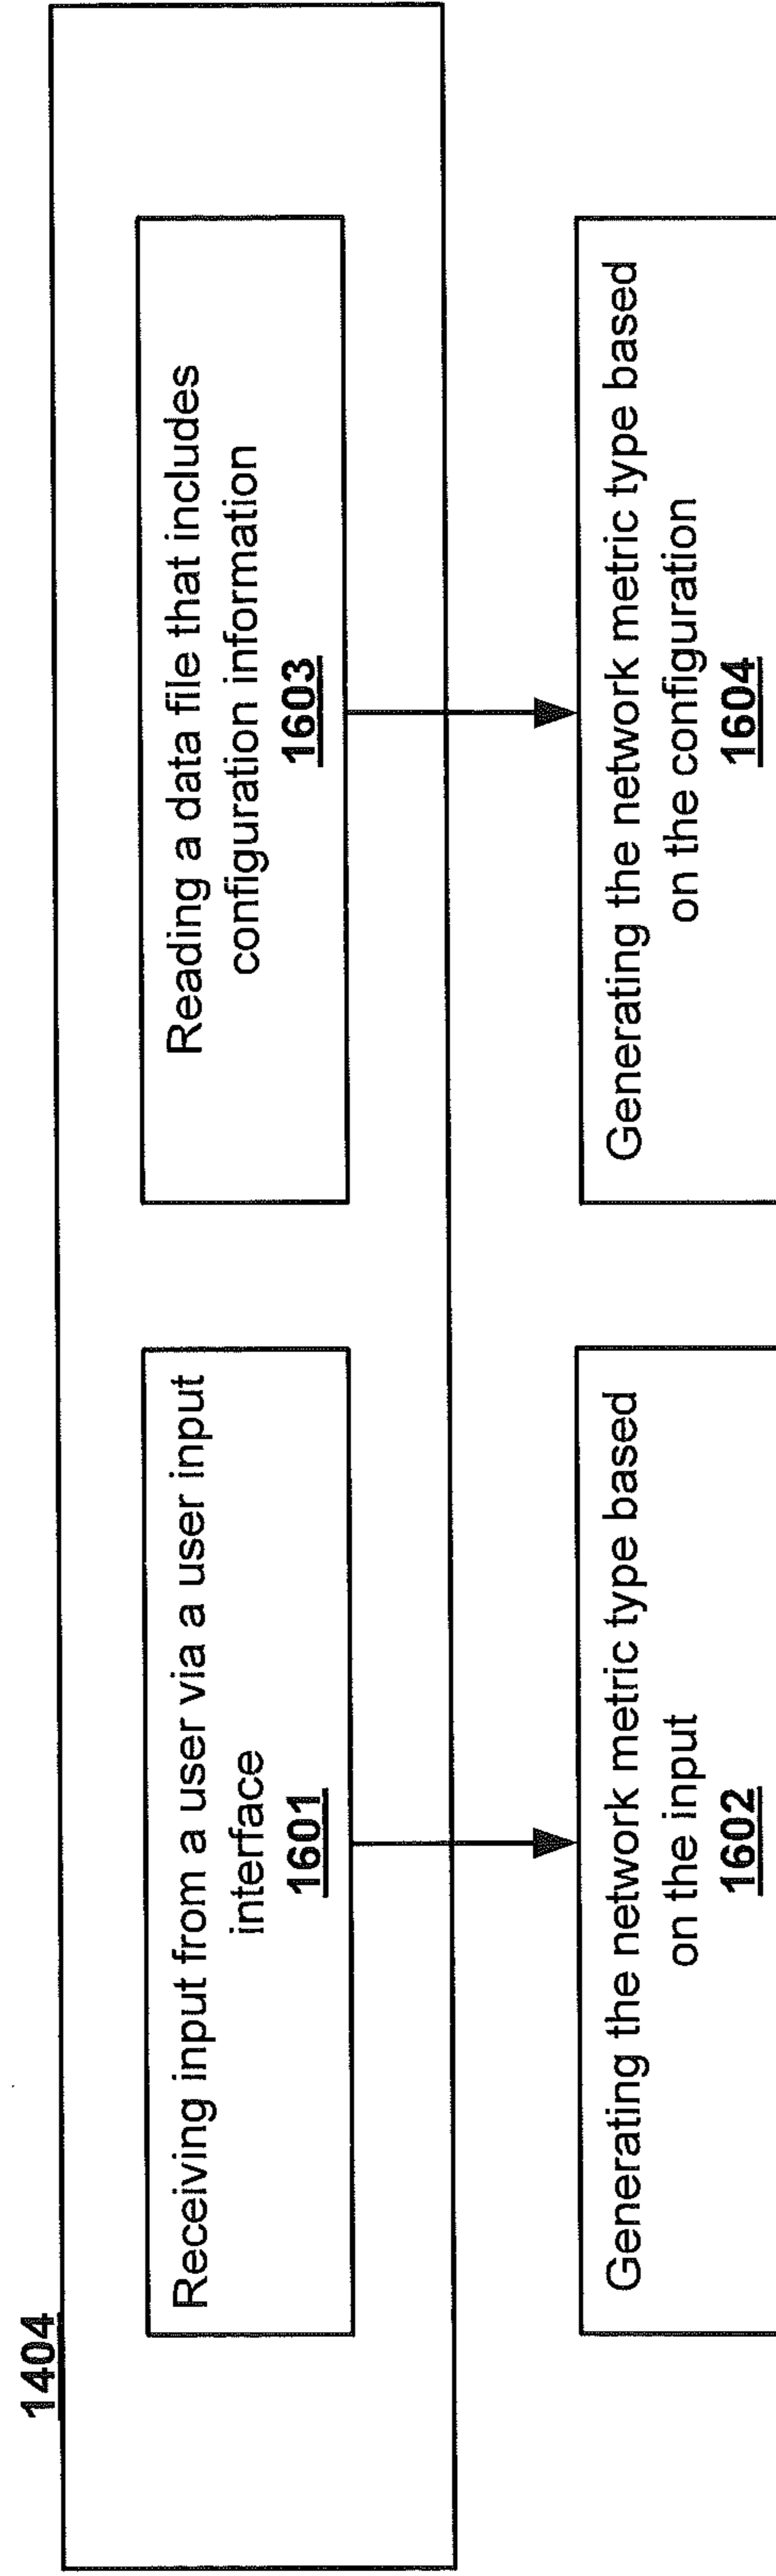 1404
Receiving input from a user via a user input
interface
1601
Reading a data file that includes
configuration information
1603
Generating the network metric type based
on the input
1602
Generating the network metric type based
on the configuration
1604